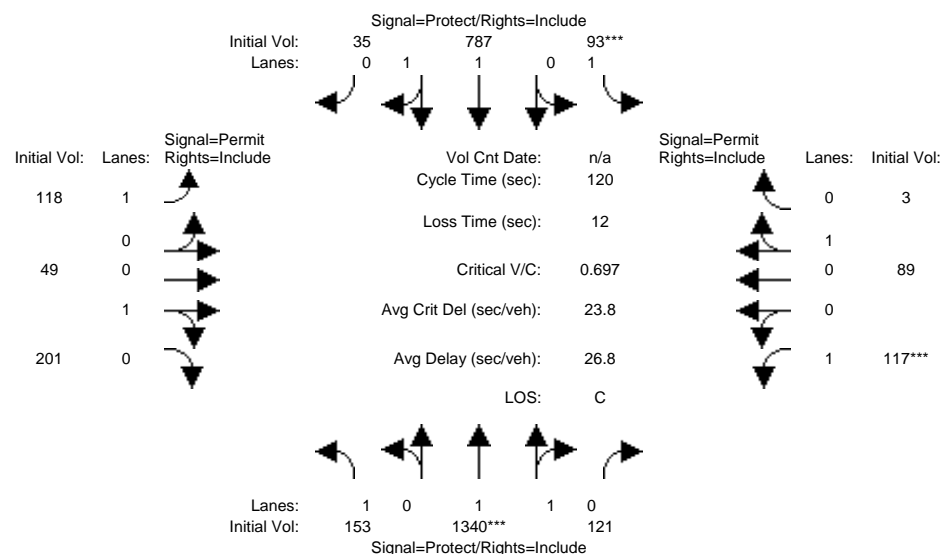 Signal=Protect/Rights=Include
Initial Vol: 35 787 93***
Lanes: 0 1 1 0 1
Signal=Permit Signal=Permit
Initial Vol: Lanes: Rights=Include Vol Cnt Date: n/a Rights=Include Lanes: Initial Vol:
Cycle Time (sec): 120
118 1 0 3
Loss Time (sec): 12
0 1
49 0 Critical V/C: 0.697 0 89
1 Avg Crit Del (sec/veh): 23.8 0
201 0 Avg Delay (sec/veh): 26.8 1 117***
LOS: C
Lanes: 1 0 1 1 0
Initial Vol: 153 1340*** 121
Signal=Protect/Rights=Include